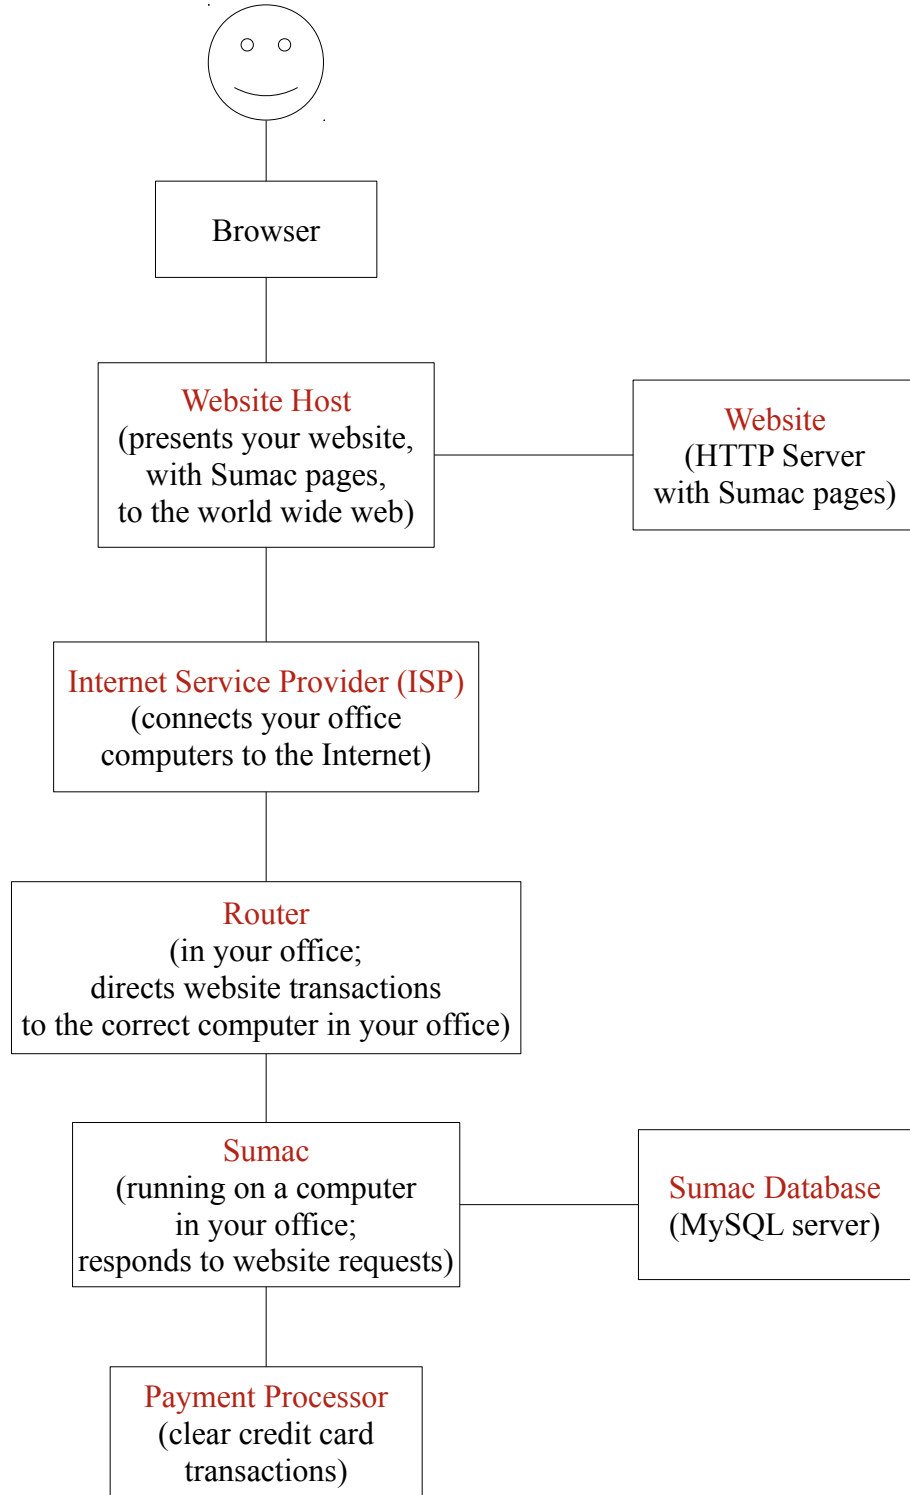 Browser
Website Host
(presents your website,
with Sumac pages,
to the world wide web)
Website
(HTTP Server
with Sumac pages)
Internet Service Provider (ISP)
(connects your office
computers to the Internet)
Router
(in your office;
directs website transactions
to the correct computer in your office)
Sumac
(running on a computer
in your office;
responds to website requests)
Sumac Database
(MySQL server)
Payment Processor
(clear credit card
transactions)